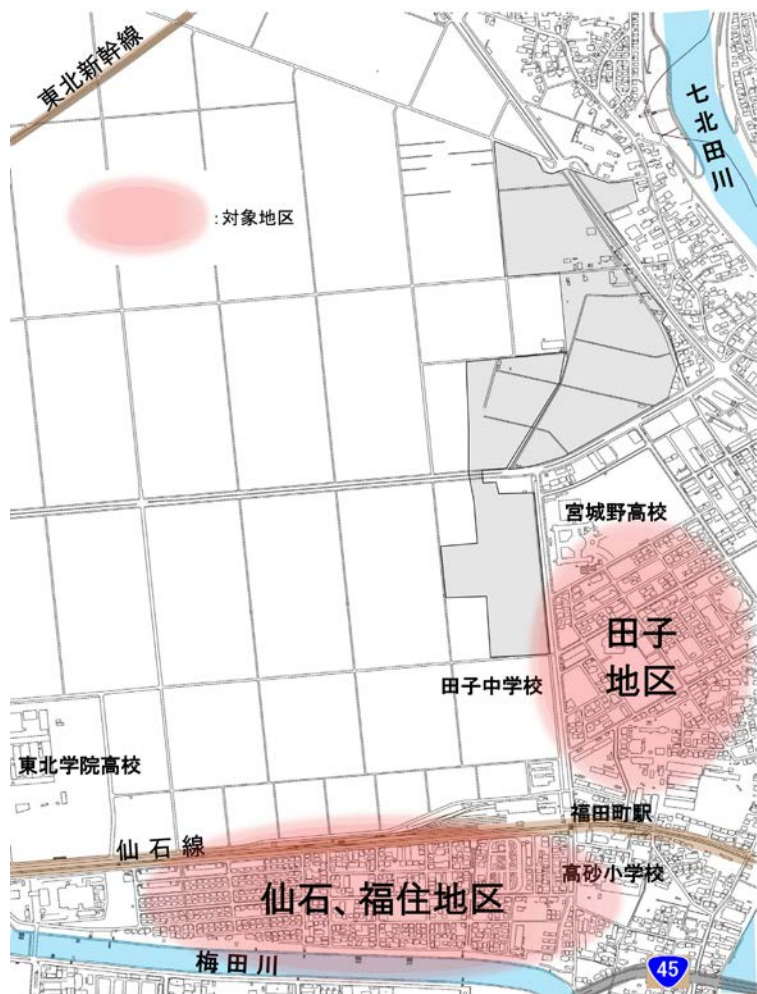 東北新幹線
七北田川
:対象地区
宮城野高校
田子
地区
田子中学校
東北学院高校
福田町駅
仙石線
高砂小学校
仙石、福住地区
梅田川
45